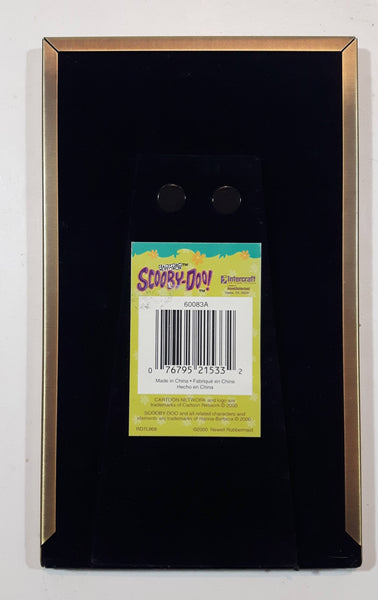 SCOOBY-DOO!
TM
Intercraft
60083A
0 76795 21533 2
Made in China • Fabriqué en China
Hecho en China
CARTOON NETWORK and logo are
trademarks of Cartoon Network © 2000.
SCOOBY-DOO and all related characters and
elements are trademarks of Hanna-Barbera © 2000.
©2000 Newell Rubbermaid